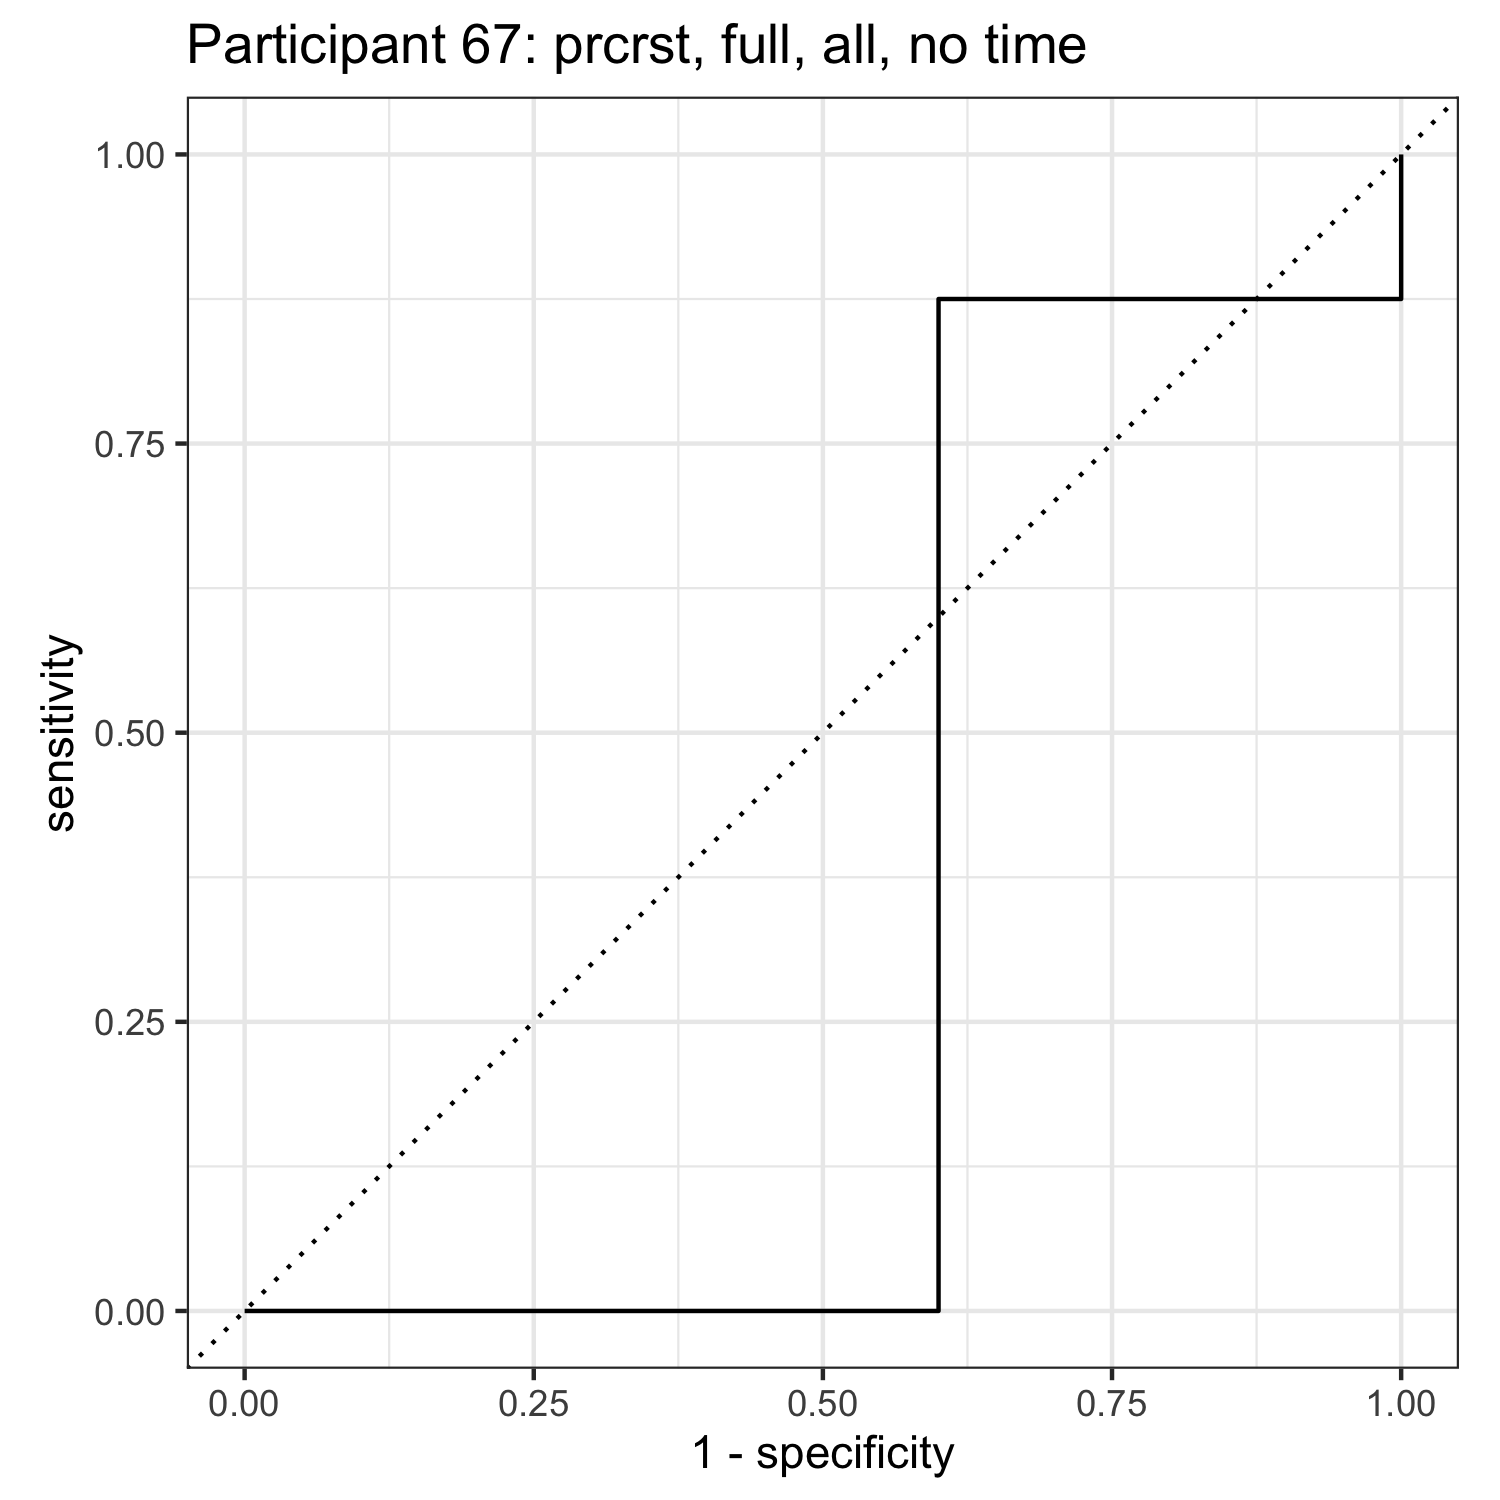 Participant 67: prcrst, full, all, no time
sensitivity
1.00
0.75
0.50
0.25
0.00
0.00 0.25 0.50 0.75 1.00
1 - specificity